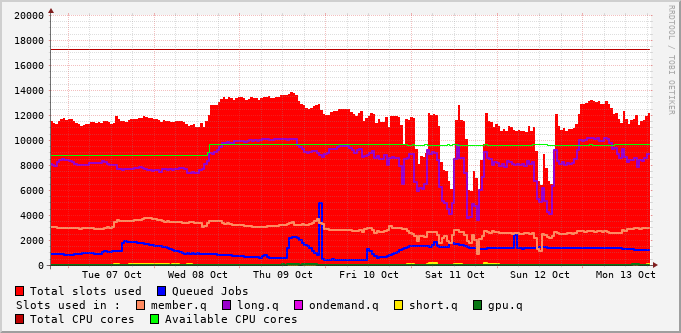 RRDTOOL / TOBI OETIKER
20000
18000
16000
14000
12000
10000
8000
6000
4000
2000
0
Tue 07 Oct Wed 08 Oct Thu 09 Oct Fri 10 Oct Sat 11 Oct Sun 12 Oct Mon 13 Oct
Total slots used Queued Jobs
Slots used in : member.q long.q ondemand.q short.q gpu.q
Total CPU cores Available CPU cores